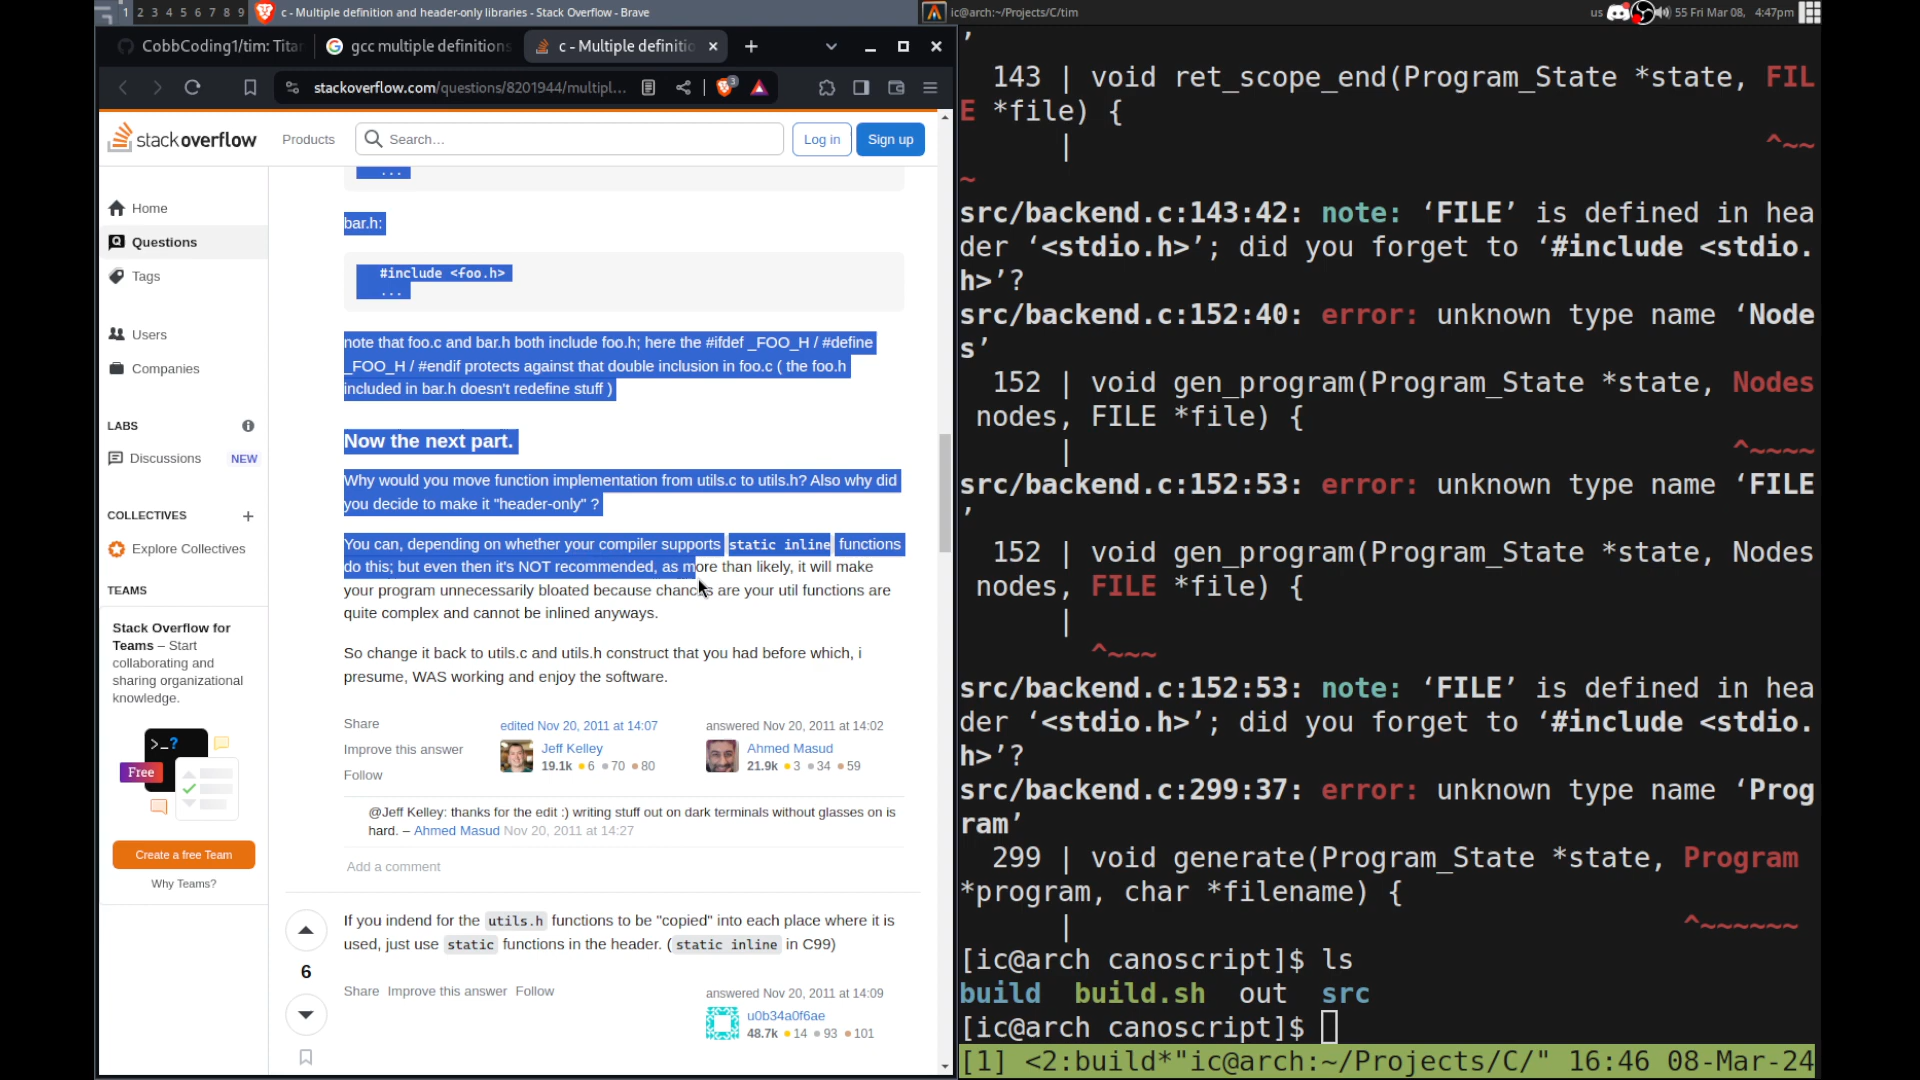 1 2 3 4 5 6 7 8 9 c - Multiple definition and header-only libraries - Stack Overflow - Brave
ic@arch:~/Projects/C/tim
us 55 Fri Mar 08, 4:47pm
CobbCoding1/tim: Titan
gcc multiple definitions
c - Multiple definitio
stackoverflow.com/questions/8201944/multipl...
3
stackoverflow
Products
Search...
Log in
Sign up
Home
Questions
Tags
Users
Companies
LABS
Discussions NEW
COLLECTIVES
Explore Collectives
TEAMS
Stack Overflow for
Teams – Start
collaborating and
sharing organizational
knowledge.
>_?
Free
Create a free Team
Why Teams?
...
bar.h:
#include <foo.h>
...
note that foo.c and bar.h both include foo.h; here the #ifdef _FOO_H / #define
_FOO_H / #endif protects against that double inclusion in foo.c ( the foo.h
included in bar.h doesn't redefine stuff )
Now the next part.
Why would you move function implementation from utils.c to utils.h? Also why did
you decide to make it "header-only" ?
You can, depending on whether your compiler supports static inline functions
do this; but even then it's NOT recommended, as more than likely, it will make
your program unnecessarily bloated because chances are your util functions are
quite complex and cannot be inlined anyways.
So change it back to utils.c and utils.h construct that you had before which, i
presume, WAS working and enjoy the software.
Share
Improve this answer
Follow
edited Nov 20, 2011 at 14:07
Jeff Kelley
19.1k 6 70 80
answered Nov 20, 2011 at 14:02
Ahmed Masud
21.9k 3 34 59
@Jeff Kelley: thanks for the edit :) writing stuff out on dark terminals without glasses on is
hard. – Ahmed Masud Nov 20, 2011 at 14:27
Add a comment
6
If you indend for the utils.h functions to be "copied" into each place where it is
used, just use static functions in the header. ( static inline in C99)
Share Improve this answer Follow
answered Nov 20, 2011 at 14:09
u0b34a0f6ae
48.7k 14 93 101
’
143 | void ret_scope_end(Program_State *state, FIL
E *file) {
| ^~~
~
src/backend.c:143:42: note: ‘FILE’ is defined in hea
der ‘<stdio.h>’; did you forget to ‘#include <stdio.
h>’?
src/backend.c:152:40: error: unknown type name ‘Node
s’
152 | void gen_program(Program_State *state, Nodes
nodes, FILE *file) {
| ^~~~~
src/backend.c:152:53: error: unknown type name ‘FILE
’
152 | void gen_program(Program_State *state, Nodes
nodes, FILE *file) {
|
^~~~
src/backend.c:152:53: note: ‘FILE’ is defined in hea
der ‘<stdio.h>’; did you forget to ‘#include <stdio.
h>’?
src/backend.c:299:37: error: unknown type name ‘Prog
ram’
299 | void generate(Program_State *state, Program
*program, char *filename) {
| ^~~~~~~
[ic@arch canoscript]$ ls
build build.sh out src
[ic@arch canoscript]$
[1] <2:build*"ic@arch:~/Projects/C/" 16:46 08-Mar-24